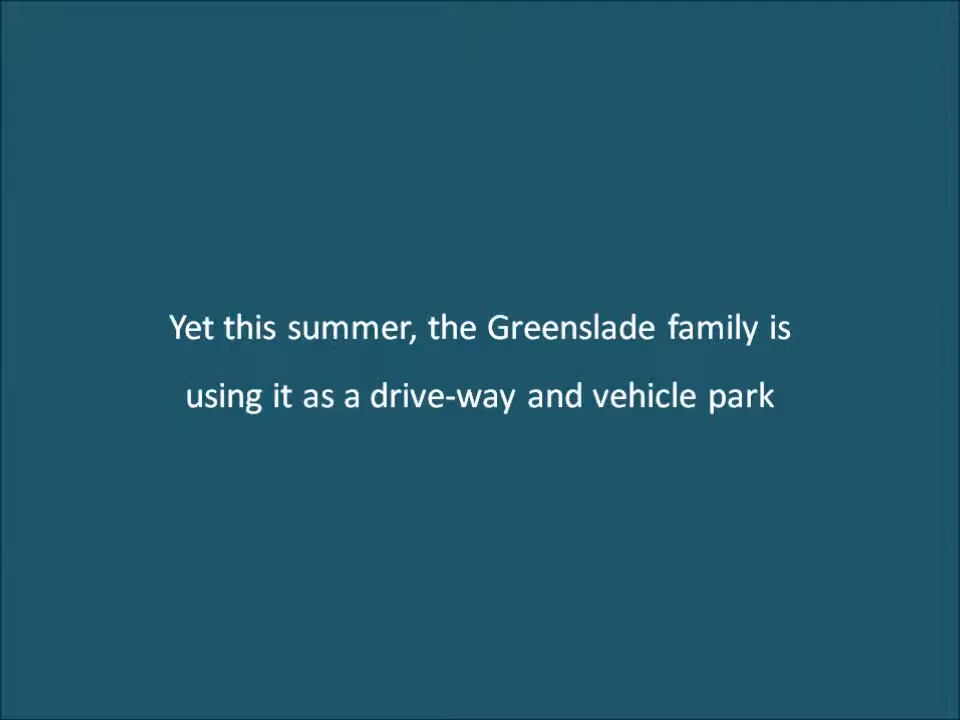 Yet this summer, the Greenslade family is
using it as a drive-way and vehicle park